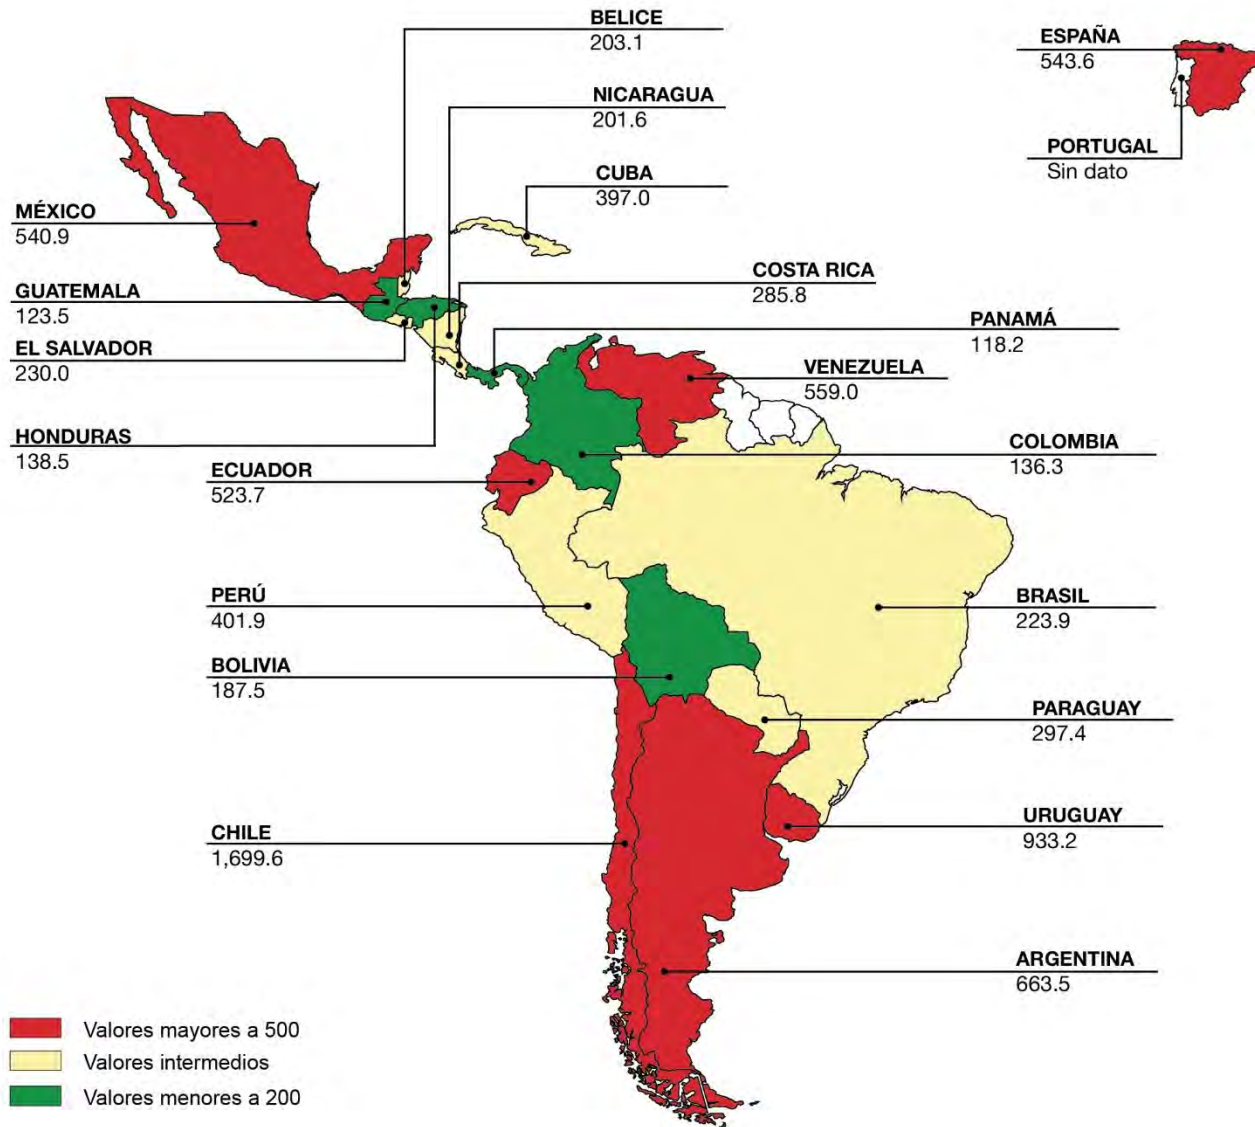 BELICE
203.1
ESPAÑA
543.6
NICARAGUA
201.6
PORTUGAL
Sin dato
CUBA
397.0
MÉXICO
540.9
COSTA RICA
285.8
GUATEMALA
123.5
PANAMÁ
118.2
EL SALVADOR
230.0
VENEZUELA
559.0
HONDURAS
138.5
COLOMBIA
136.3
ECUADOR
523.7
PERÚ
401.9
BRASIL
223.9
BOLIVIA
187.5
PARAGUAY
297.4
CHILE
1,699.6
URUGUAY
933.2
ARGENTINA
663.5
Valores mayores a 500
Valores intermedios
Valores menores a 200